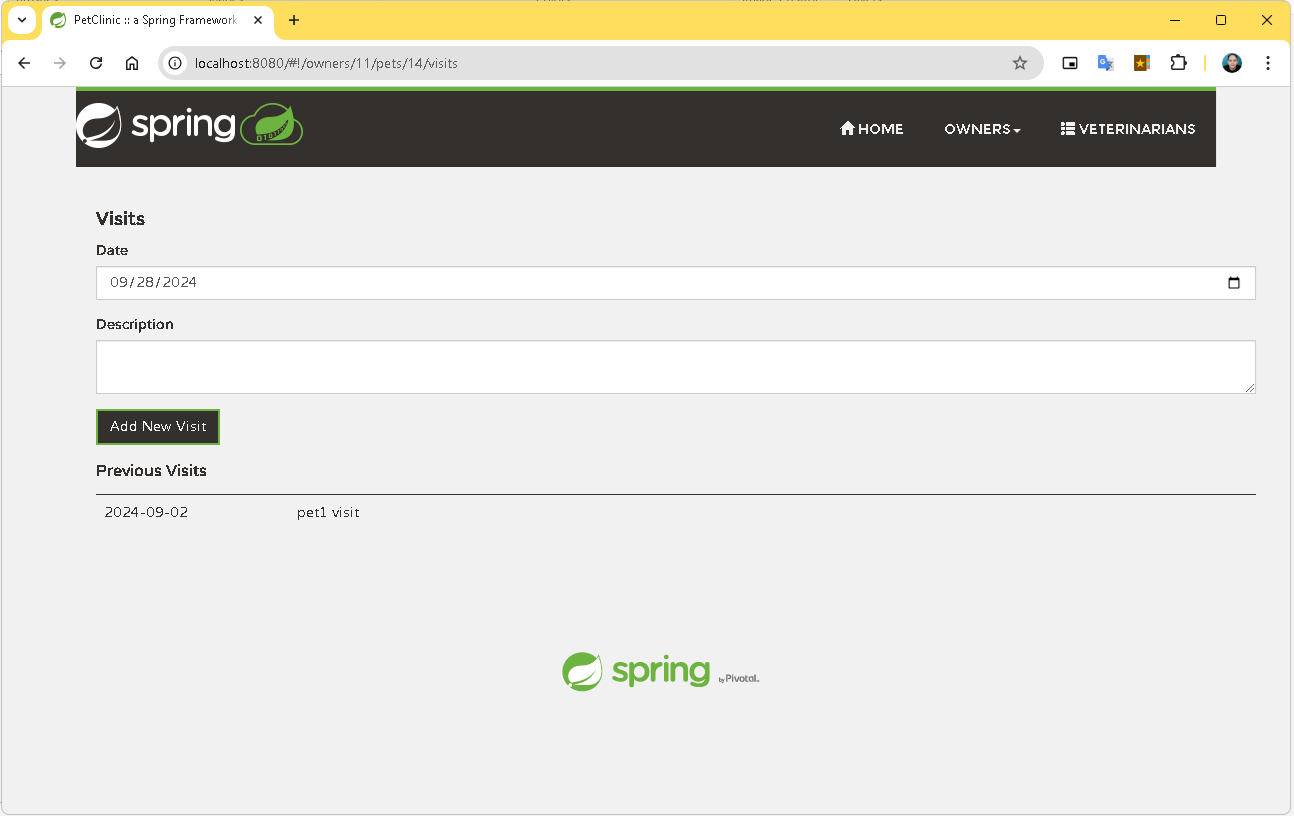 PetClinic :: a Spring Framework
localhost:8080/#!/owners/11/pets/14/visits
spring
HOME
OWNERS
VETERINARIANS
Visits
Date
09/28/2024
Description
Add New Visit
Previous Visits
2024-09-02 pet1 visit
spring by Pivotal.